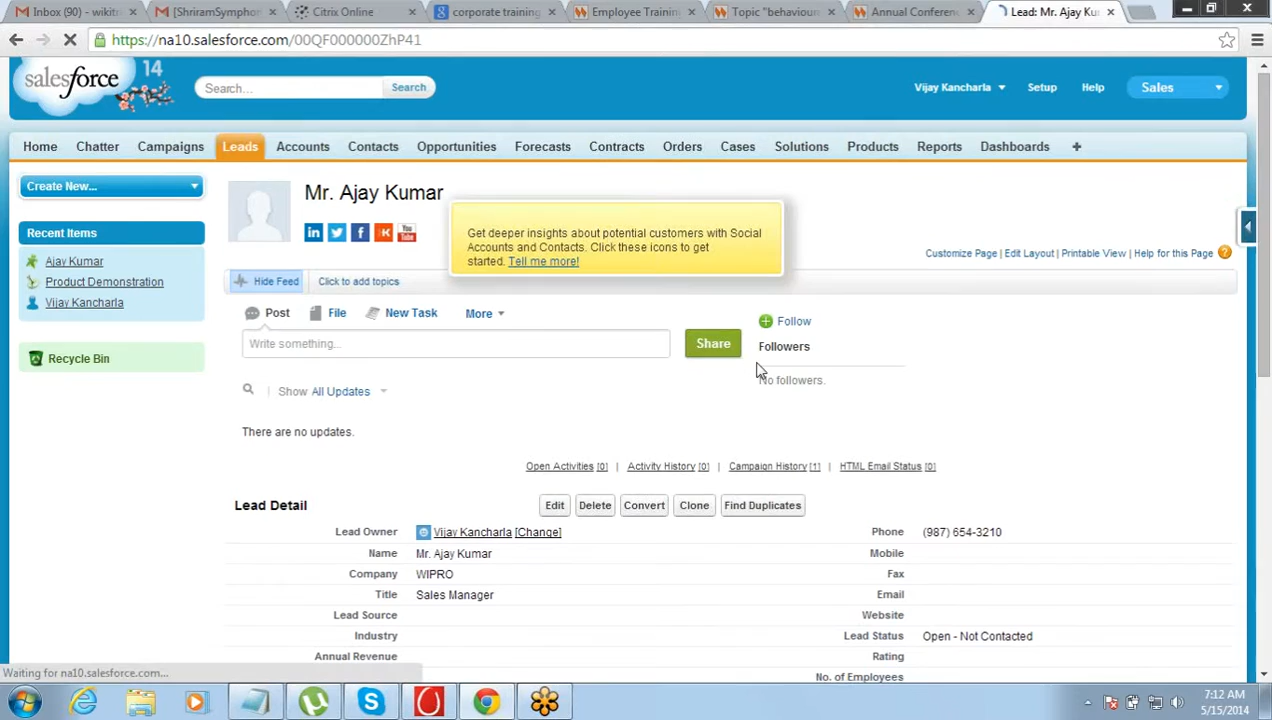 Inbox (90) - wikitr
[ShriramSymphon
Citrix Online
corporate training
Employee Training
Topic "behaviour
Annual Conferenc
Lead: Mr. Ajay Ku
https://na10.salesforce.com/00QF000000ZhP41
salesforce 14
Search...
Search
Vijay Kancharla
Setup
Help
Sales
Home
Chatter
Campaigns
Leads
Accounts
Contacts
Opportunities
Forecasts
Contracts
Orders
Cases
Solutions
Products
Reports
Dashboards
+
Create New...
Recent Items
Ajay Kumar
Product Demonstration
Vijay Kancharla
Recycle Bin
Mr. Ajay Kumar
in
f
K
You Tube
Get deeper insights about potential customers with Social
Accounts and Contacts. Click these icons to get
started. Tell me more!
Customize Page | Edit Layout | Printable View | Help for this Page ?
Hide Feed
Click to add topics
Post
File
New Task
More
Write something...
Share
Follow
Followers
No followers.
Show All Updates
There are no updates.
Open Activities [0] | Activity History [0] | Campaign History [1] | HTML Email Status [0]
Lead Detail
Edit
Delete
Convert
Clone
Find Duplicates
Lead Owner Vijay Kancharla [Change]
Phone (987) 654-3210
Name Mr. Ajay Kumar
Mobile
Company WIPRO
Fax
Title Sales Manager
Email
Lead Source
Website
Industry
Lead Status Open - Not Contacted
Annual Revenue
Rating
No. of Employees
Waiting for na10.salesforce.com...
7:12 AM
5/15/2014